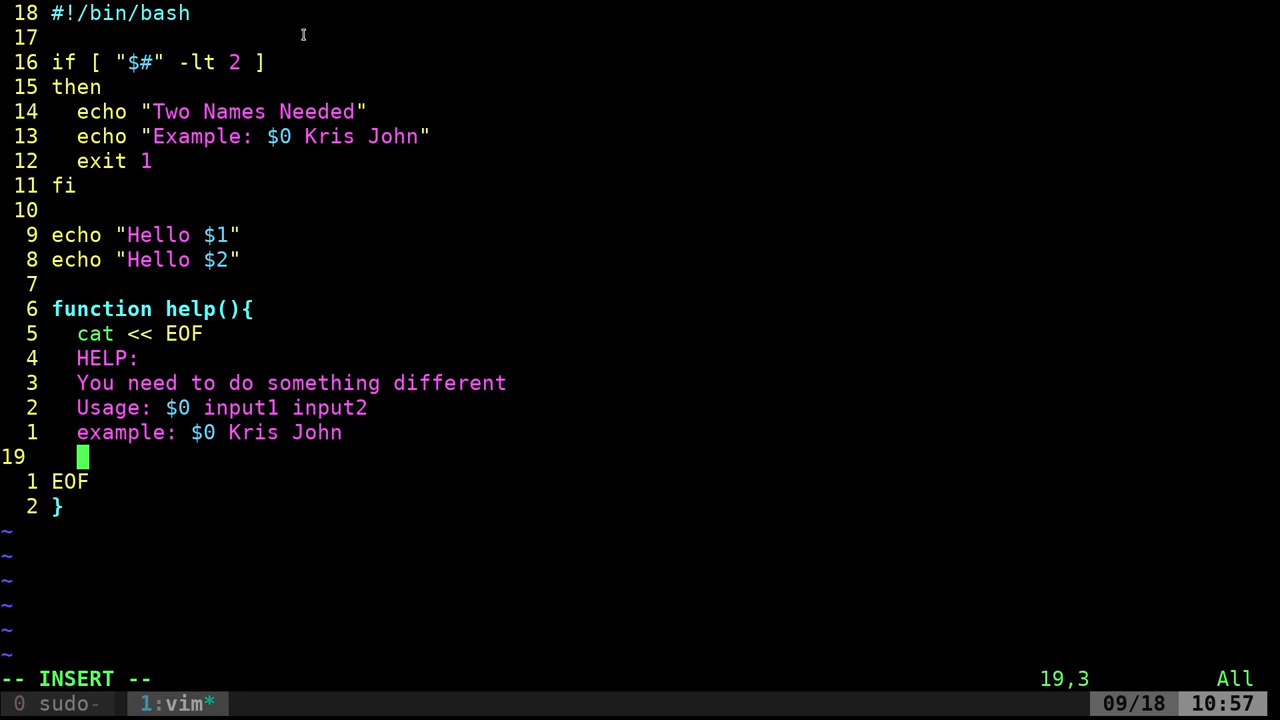 18 #!/bin/bash
17
16 if [ "$#" -lt 2 ]
15 then
14   echo "Two Names Needed"
13   echo "Example: $0 Kris John"
12   exit 1
11 fi
10
 9 echo "Hello $1"
 8 echo "Hello $2"
 7
 6 function help(){
 5   cat << EOF
 4   HELP:
 3   You need to do something different
 2   Usage: $0 input1 input2
 1   example: $0 Kris John
19
 1 EOF
 2 }
~
~
~
~
~
~
-- INSERT -- 19,3 All
0 sudo- 1:vim* 09/18 10:57